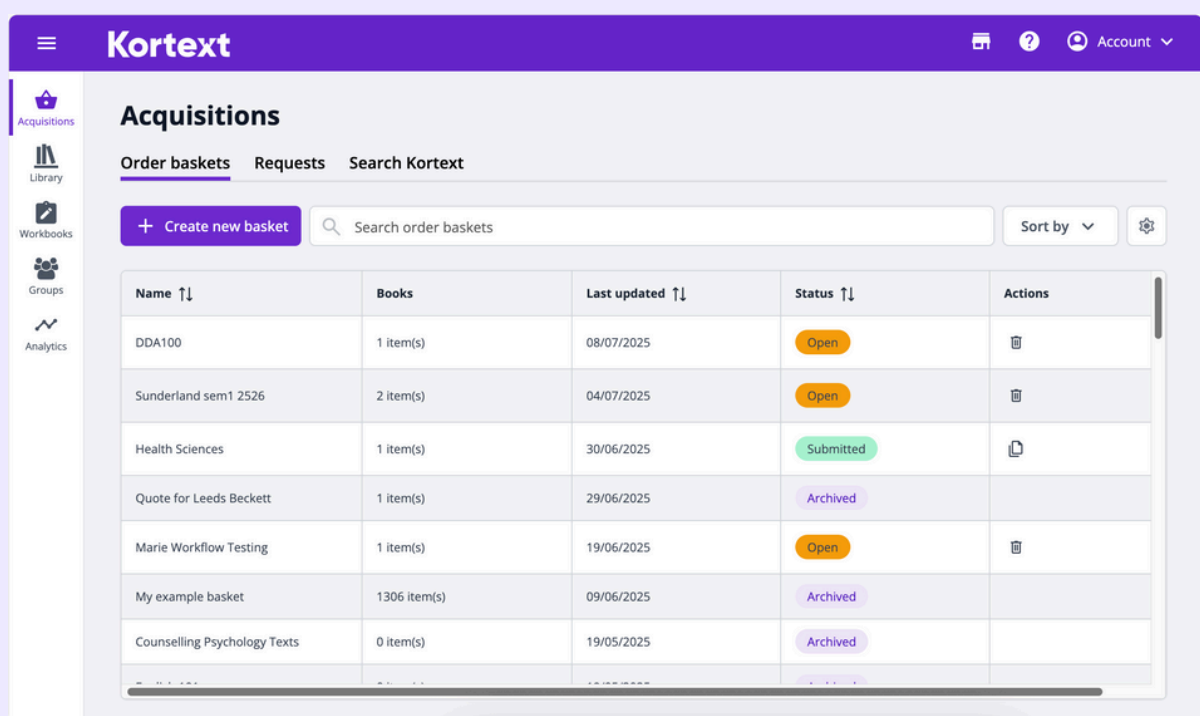 Kortext
Account
Acquisitions
Library
Workbooks
Groups
Analytics
Acquisitions
Order baskets Requests Search Kortext
Create new basket Search order baskets Sort by
Name Books Last updated Status Actions
DDA100 1 item(s) 08/07/2025 Open
Sunderland sem1 2526 2 item(s) 04/07/2025 Open
Health Sciences 1 item(s) 30/06/2025 Submitted
Quote for Leeds Beckett 1 item(s) 29/06/2025 Archived
Marie Workflow Testing 1 item(s) 19/06/2025 Open
My example basket 1306 item(s) 09/06/2025 Archived
Counselling Psychology Texts 0 item(s) 19/05/2025 Archived